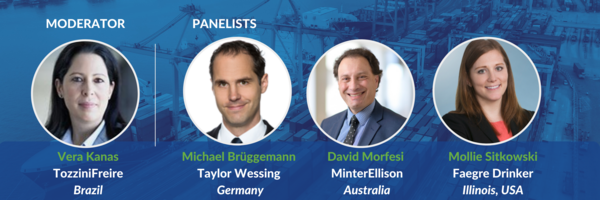 MODERATOR
PANELISTS
Vera Kanas
TozziniFreire
Brazil
Michael Brüggemann
Taylor Wessing
Germany
David Morfesi
MinterEllison
Australia
Mollie Sitkowski
Faegre Drinker
Illinois, USA